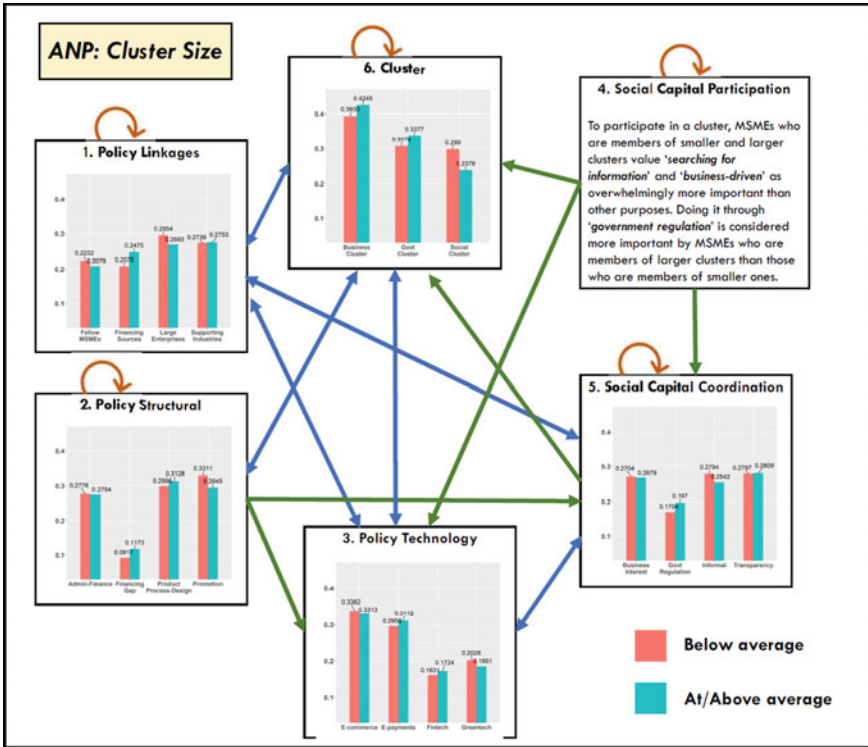 ANP: Cluster Size
6. Cluster
0.4
0.3
0.2
0.1
0.4245
0.3377
0.299
0.2378
Business
Cluster
Govt
Cluster
Social
Cluster
4. Social Capital Participation
To participate in a cluster, MSMEs who
are members of smaller and larger
clusters value ‘searching for
information’ and ‘business-driven’ as
overwhelmingly more important than
other purposes. Doing it through
‘government regulation’ is considered
more important by MSMEs who are
members of larger clusters than those
who are members of smaller ones.
1. Policy Linkages
0.4
0.3
0.2
0.1
0.2232
0.2079
0.2075
0.2475
0.2954
0.2693
0.2739
0.2753
Fellow
MSMEs
Financing
Sources
Large
Enterprises
Supporting
Industries
2. Policy Structural
0.4
0.3
0.2
0.1
0.2776
0.2754
0.0917
0.1173
0.2996
0.3128
0.3311
0.2945
Admin-Finance
Financing
Gap
Product
Process-Design
Promotion
5. Social Capital Coordination
0.4
0.3
0.2
0.1
0.2704
0.2679
0.1704
0.197
0.2794
0.2542
0.2797
0.2809
Business
Interest
Govt
Regulation
Informal
Transparency
3. Policy Technology
0.4
0.3
0.2
0.1
0.3382
0.3313
0.2959
0.3112
0.1631
0.1724
0.2028
0.1851
E-commerce
E-payments
Fintech
Greentech
Below average
At/Above average